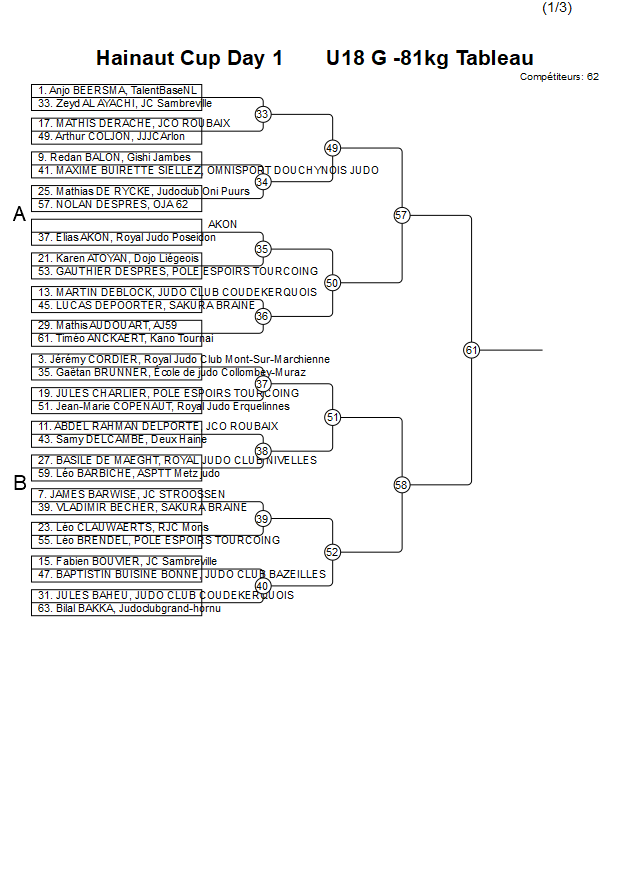 (1/3)
Hainaut Cup Day 1 U18 G -81kg Tableau
Compétiteurs: 62
1. Anjo BEERSMA, TalentBaseNL
33. Zeyd AL AYACHI, JC Sambreville
33
17. MATHIS DERACHE, JCO ROUBAIX
49. Arthur COLJON, JJJCArlon
49
9. Redan BALON, Gishi Jambes
41. MAXIME BUIRETTE SIELLEZ, OMNISPORT DOUCHYNOIS JUDO
34
25. Mathias DE RYCKE, Judoclub Oni Puurs
57. NOLAN DESPRES, OJA 62
A
57
AKON
37. Elias AKON, Royal Judo Poseidon
35
21. Karen ATOYAN, Dojo Liégeois
53. GAUTHIER DESPRES, POLE ESPOIRS TOURCOING
50
13. MARTIN DEBLOCK, JUDO CLUB COUDEKERQUOIS
45. LUCAS DEPOORTER, SAKURA BRAINE
36
29. Mathis AUDOUART, AJ59
61. Timéo ANCKAERT, Kano Tournai
61
3. Jérémy CORDIER, Royal Judo Club Mont-Sur-Marchienne
35. Gaëtan BRUNNER, École de judo Collombey-Muraz
37
19. JULES CHARLIER, POLE ESPOIRS TOURCOING
51. Jean-Marie COPENAUT, Royal Judo Erquelinnes
51
11. ABDEL RAHMAN DELPORTE, JCO ROUBAIX
43. Samy DELCAMBE, Deux Haine
38
27. BASILE DE MAEGHT, ROYAL JUDO CLUB NIVELLES
59. Léo BARBICHE, ASPTT Metz judo
B
58
7. JAMES BARWISE, JC STROOSSEN
39. VLADIMIR BECHER, SAKURA BRAINE
39
23. Léo CLAUWAERTS, RJC Mons
55. Léo BRENDEL, POLE ESPOIRS TOURCOING
52
15. Fabien BOUVIER, JC Sambreville
47. BAPTISTIN BUISINE BONNE, JUDO CLUB BAZEILLES
40
31. JULES BAHEU, JUDO CLUB COUDEKERQUOIS
63. Bilal BAKKA, Judoclubgrand-hornu